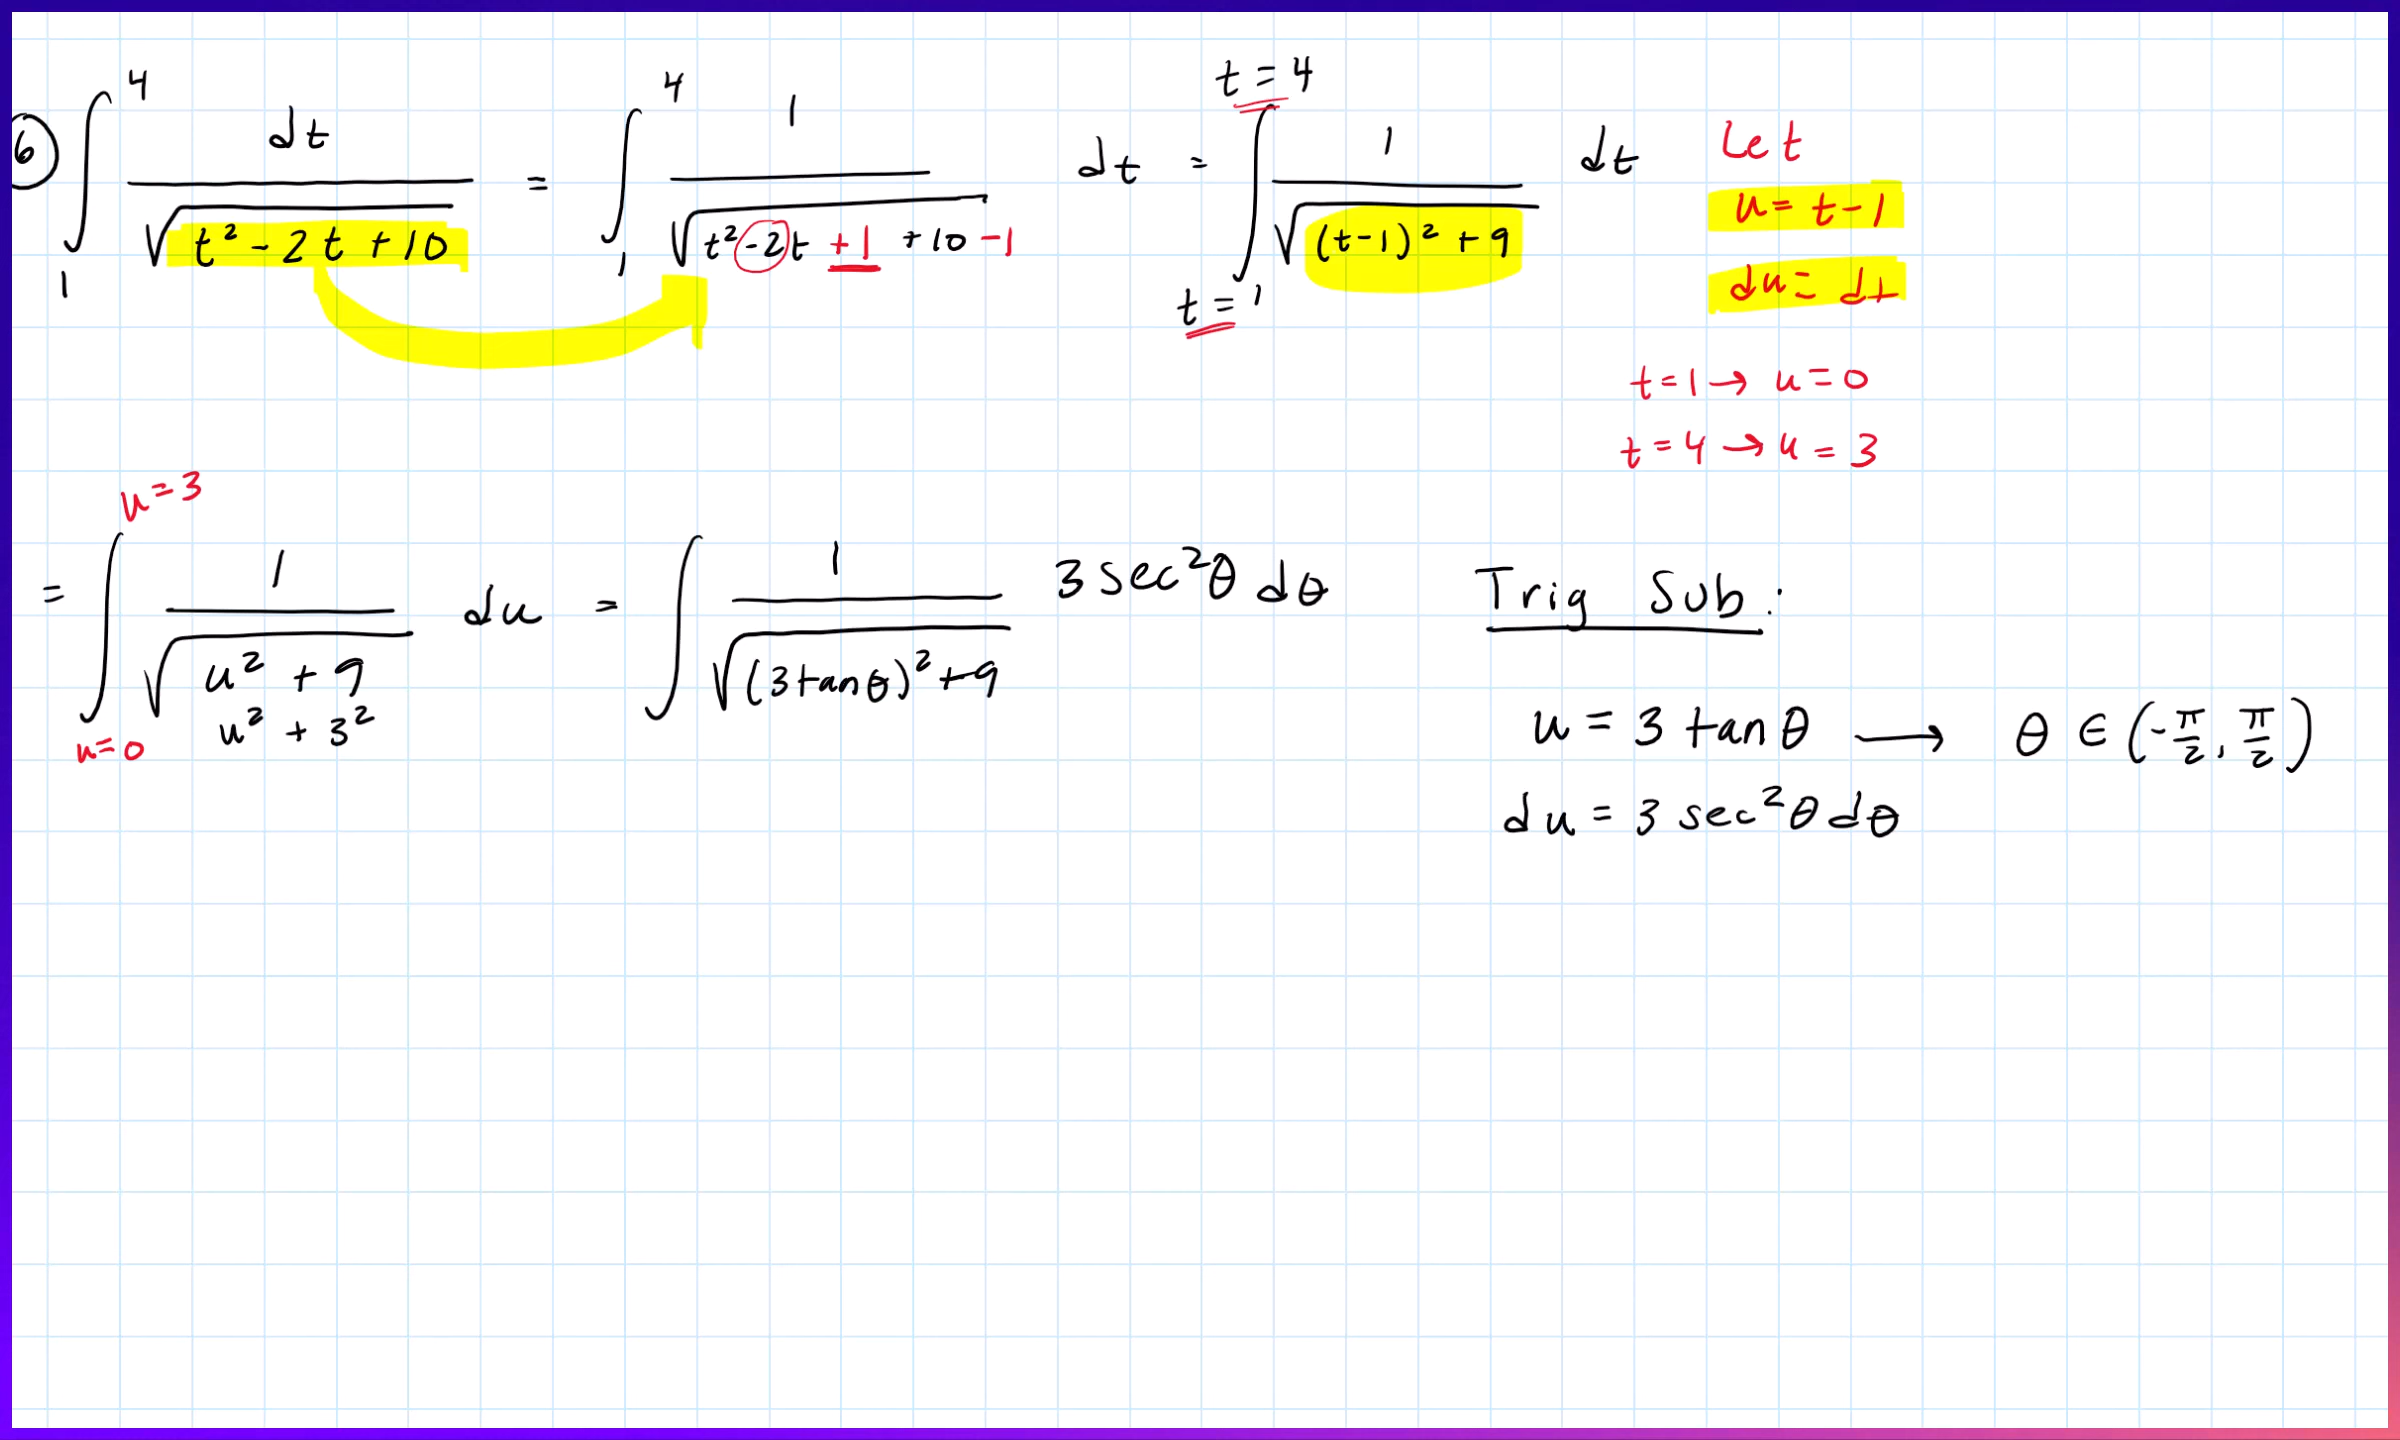 ⑥ ∫₁⁴ dt / √(t² - 2t + 10) = ∫₁⁴ 1 / √(t² - 2t + 1 + 10 - 1) dt = ∫_{t=1}^{t=4} 1 / √((t-1)² + 9) dt
Let
u = t-1
du = dt
t=1 → u=0
t=4 → u=3
= ∫_{u=0}^{u=3} 1 / √(u² + 9) du = ∫ 1 / √((3tanθ)² + 9) 3sec²θ dθ
u² + 3²
Trig Sub:
u = 3 tanθ → θ ∈ (-π/2, π/2)
du = 3 sec²θ dθ